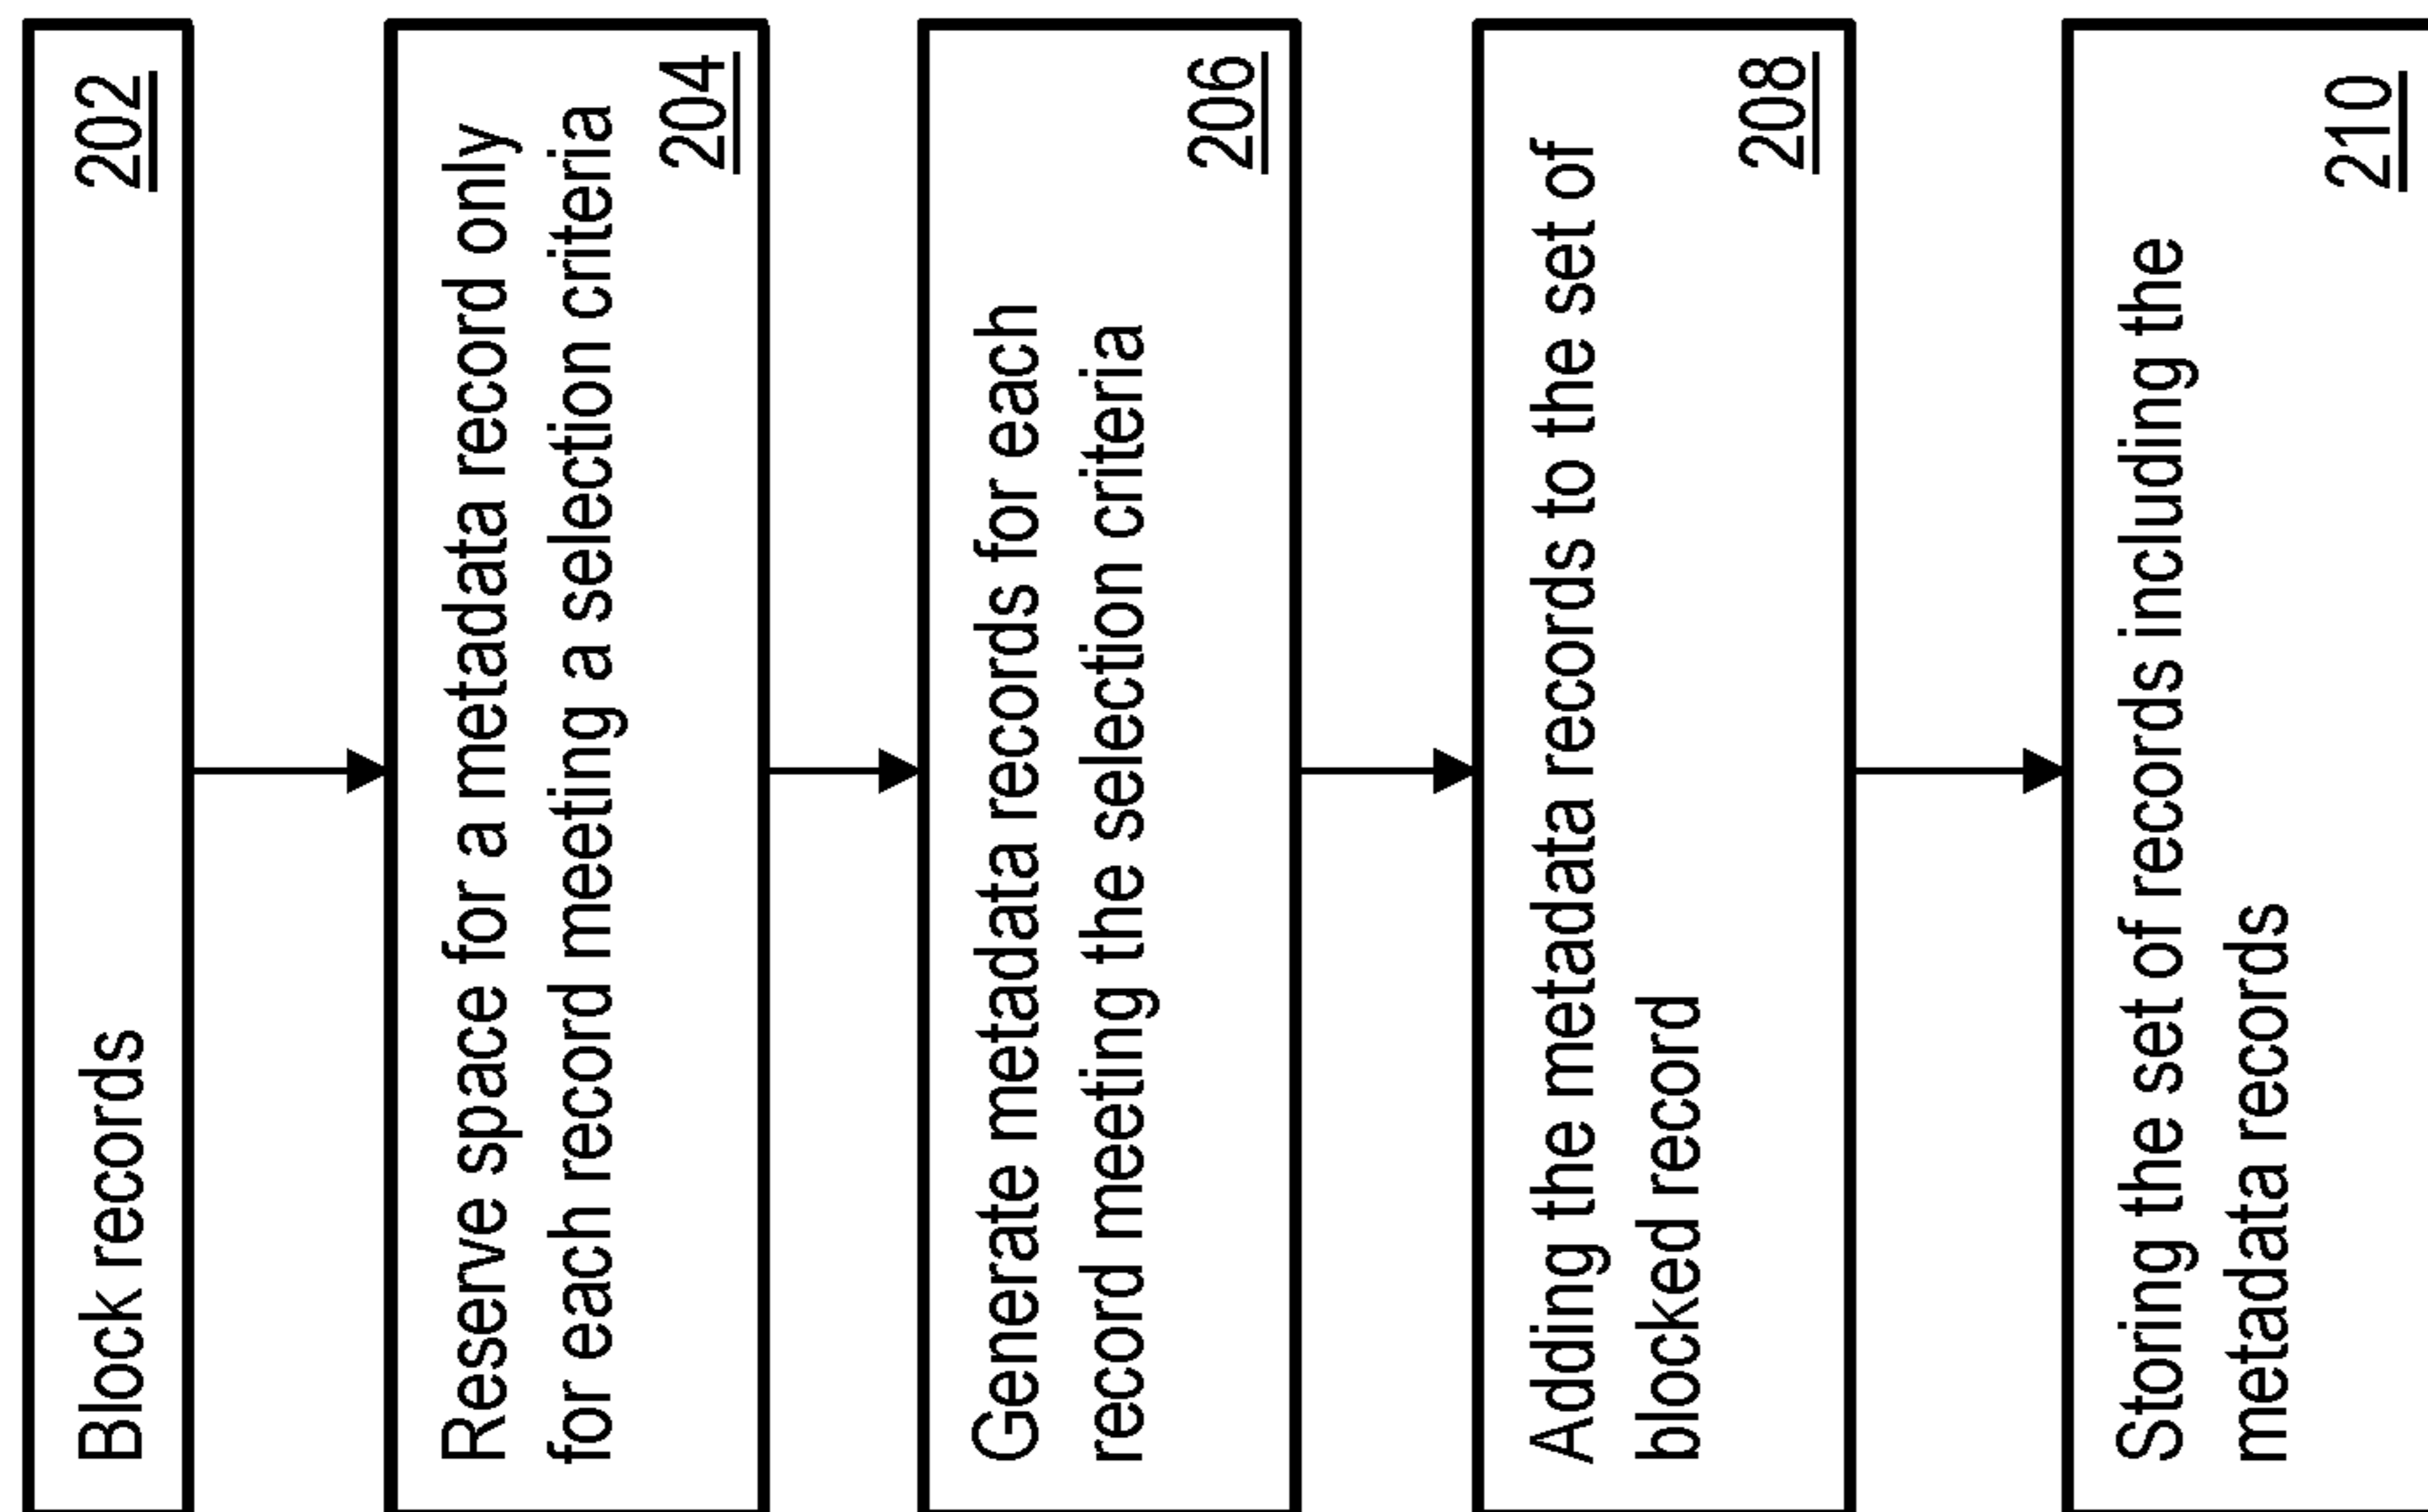 Block records
202
Reserve space for a metadata record only
for each record meeting a selection criteria
204
Generate metadata records for each
record meeting the selection criteria
206
Adding the metadata records to the set of
blocked record
208
Storing the set of records including the
metadata records
210